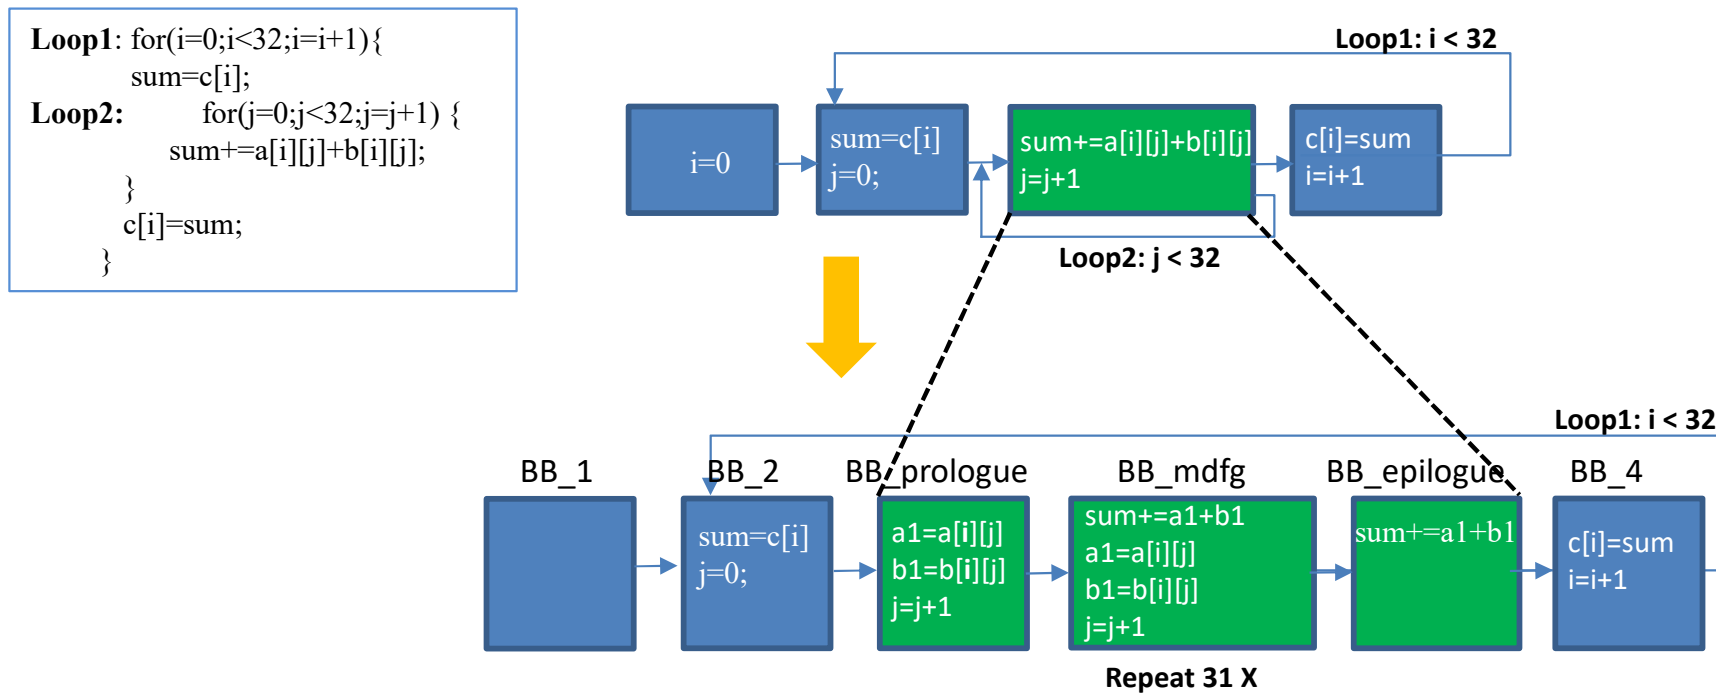 Loop1: for(i=0;i<32;i=i+1){
sum=c[i];
Loop2: for(j=0;j<32;j=j+1) {
sum+=a[i][j]+b[i][j];
}
c[i]=sum;
}
Loop1: i < 32
i=0
sum=c[i]
j=0;
sum+=a[i][j]+b[i][j]
j=j+1
c[i]=sum
i=i+1
Loop2: j < 32
Loop1: i < 32
BB_1
BB_2
BB_prologue
BB_mdfg
BB_epilogue
BB_4
sum=c[i]
j=0;
a1=a[i][j]
b1=b[i][j]
j=j+1
sum+=a1+b1
a1=a[i][j]
b1=b[i][j]
j=j+1
sum+=a1+b1
c[i]=sum
i=i+1
Repeat 31 X